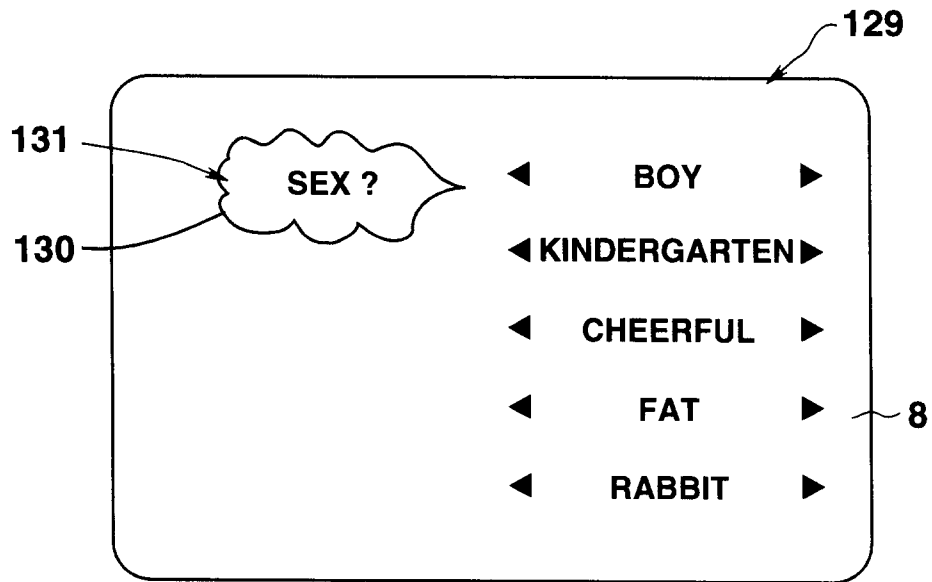 129
131
SEX ?
◀ BOY ▶
130
◀ KINDERGARTEN ▶
◀ CHEERFUL ▶
◀ FAT ▶
8
◀ RABBIT ▶